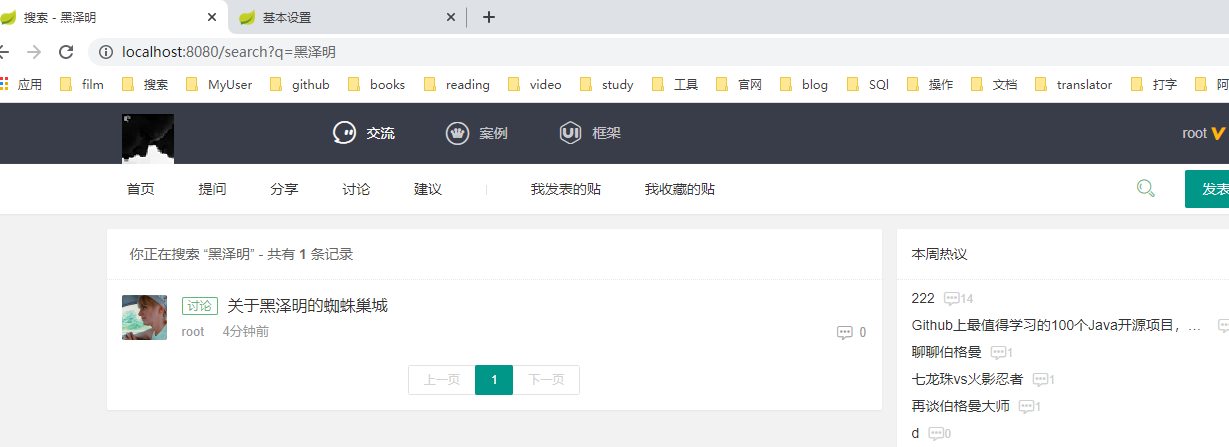 搜索 - 黑泽明 基本设置
localhost:8080/search?q=黑泽明
应用 film 搜索 MyUser github books reading video study 工具 官网 blog SQl 操作 文档 translator 打字 阿
交流 案例 框架 root
首页 提问 分享 讨论 建议 我发表的贴 我收藏的贴 发表
你正在搜索 “黑泽明” - 共有 1 条记录
讨论 关于黑泽明的蜘蛛巢城
root 4分钟前 0
上一页 1 下一页
本周热议
222 14
Github上最值得学习的100个Java开源项目，...
聊聊伯格曼 1
七龙珠vs火影忍者 1
再谈伯格曼大师 1
d 0